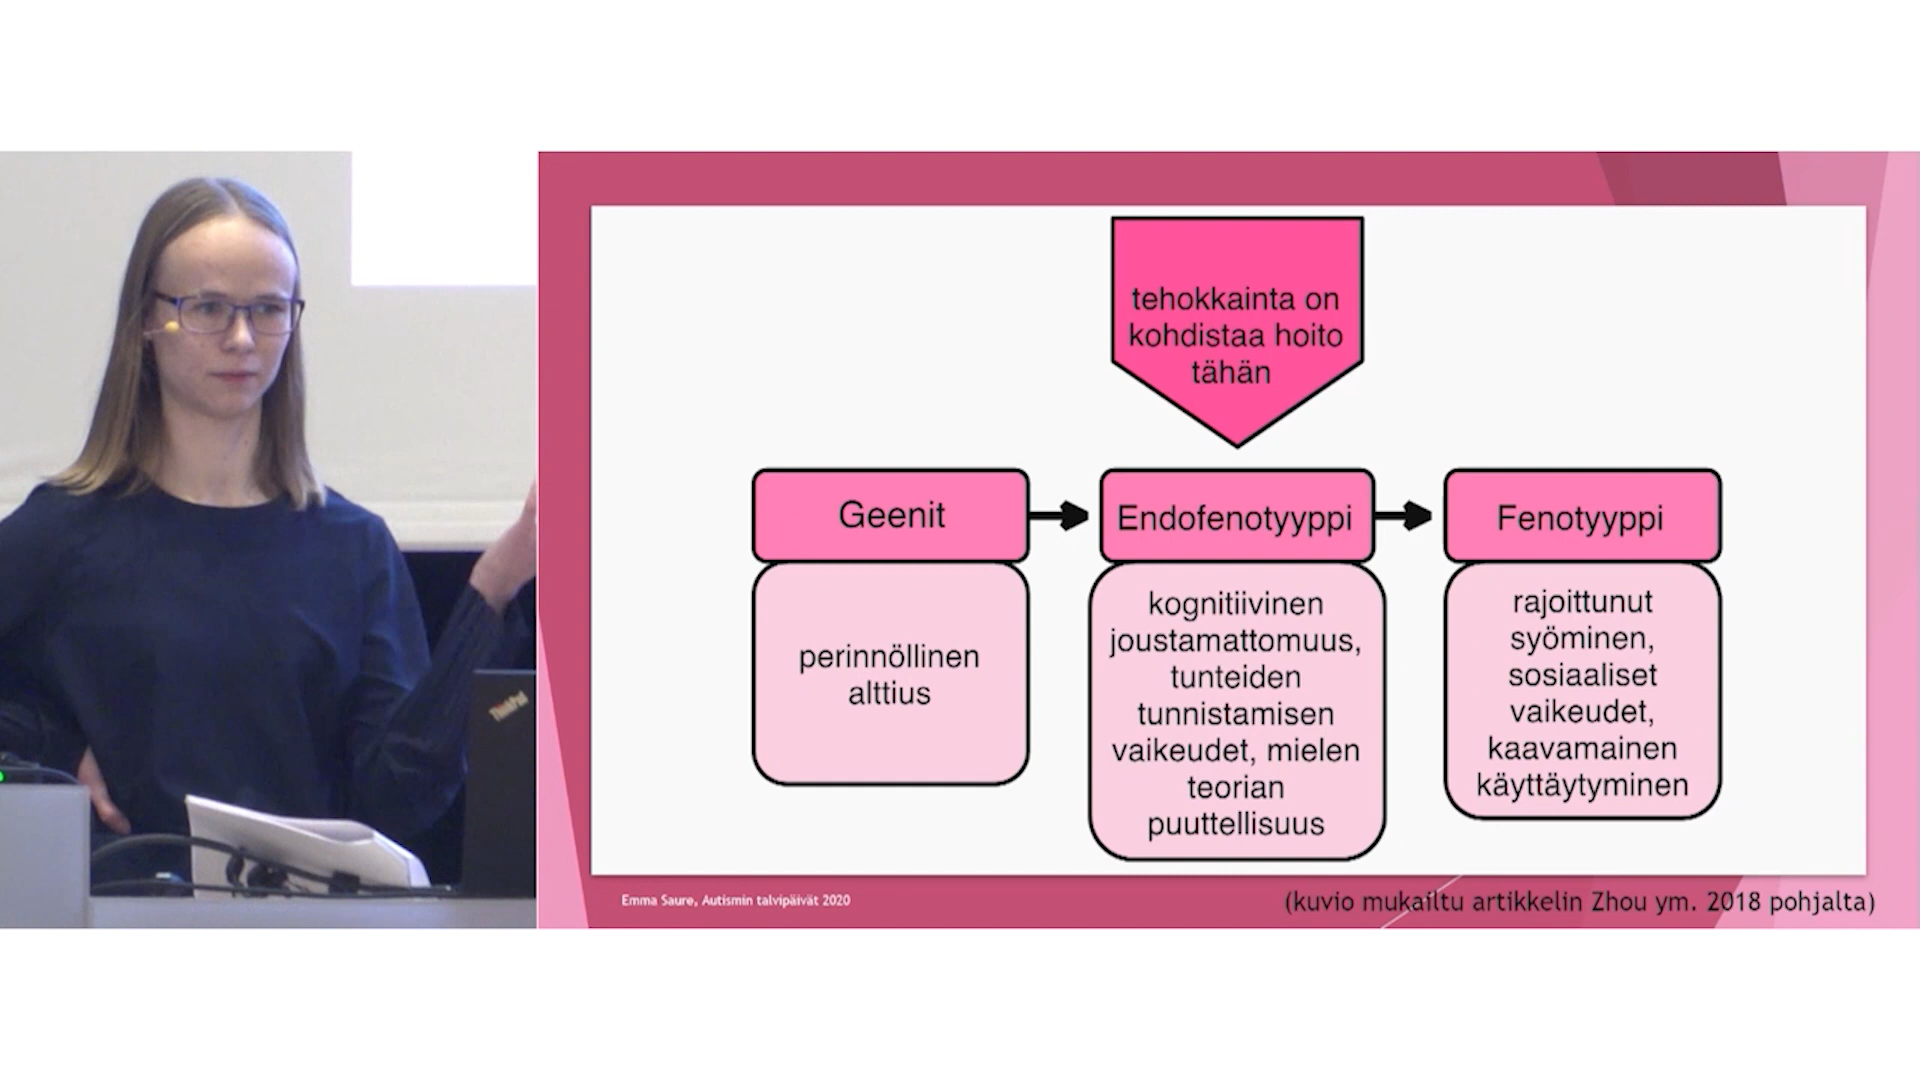 tehokkainta on
kohdistaa hoito
tähän
Geenit
Endofenotyyppi
Fenotyyppi
perinnöllinen
alttius
kognitiivinen
joustamattomuus,
tunteiden
tunnistamisen
vaikeudet, mielen
teorian
puuttellisuus
rajoittunut
syöminen,
sosiaaliset
vaikeudet,
kaavamainen
käyttäytyminen
ThinkPad
Emma Saure, Autismin talvipäivät 2020
(kuvio mukailtu artikkelin Zhou ym. 2018 pohjalta)